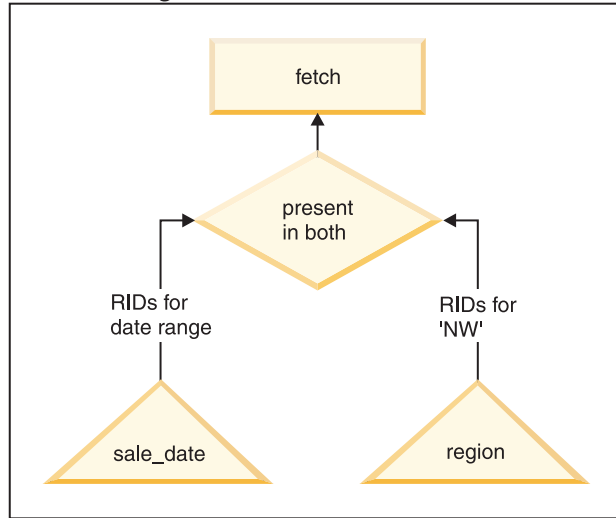 fetch
present
in both
RIDs for
date range
RIDs for
'NW'
sale_date
region